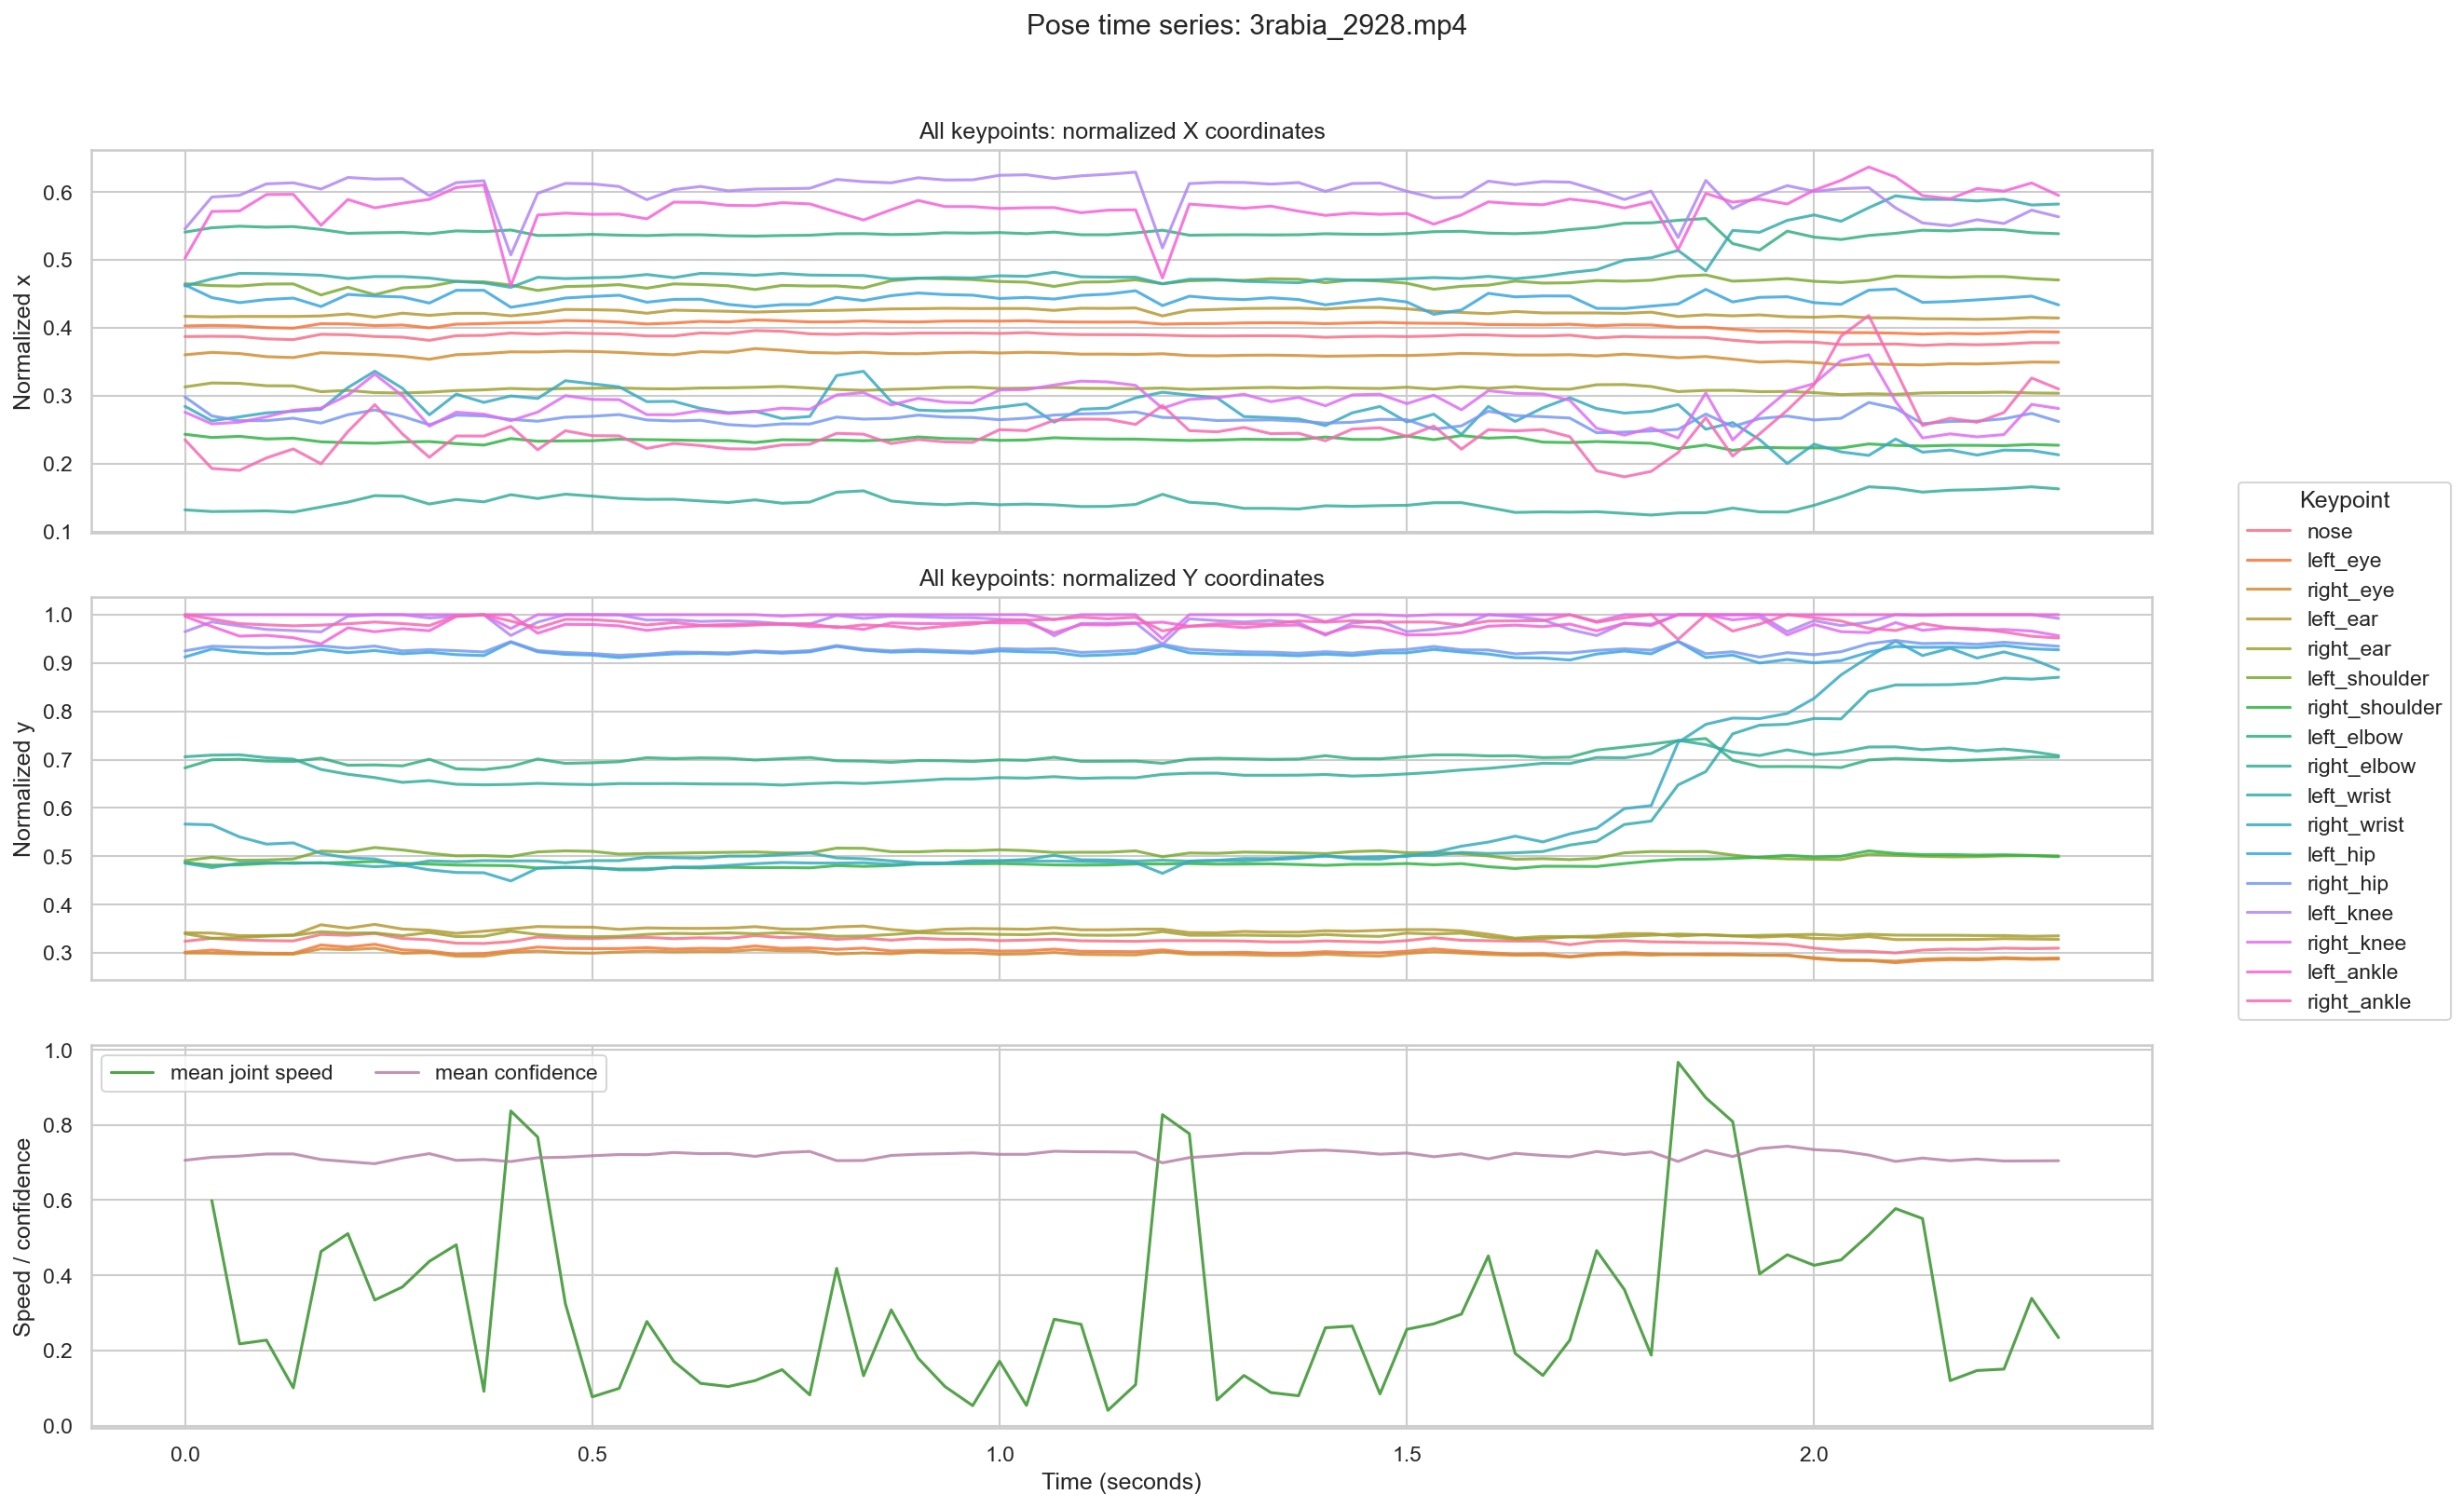 Pose time series: 3rabia_2928.mp4
All keypoints: normalized X coordinates
Normalized x
0.6
0.5
0.4
0.3
0.2
0.1
All keypoints: normalized Y coordinates
Normalized y
1.0
0.9
0.8
0.7
0.6
0.5
0.4
0.3
Keypoint
nose
left_eye
right_eye
left_ear
right_ear
left_shoulder
right_shoulder
left_elbow
right_elbow
left_wrist
right_wrist
left_hip
right_hip
left_knee
right_knee
left_ankle
right_ankle
mean joint speed
mean confidence
Speed / confidence
1.0
0.8
0.6
0.4
0.2
0.0
0.0 0.5 1.0 1.5 2.0
Time (seconds)